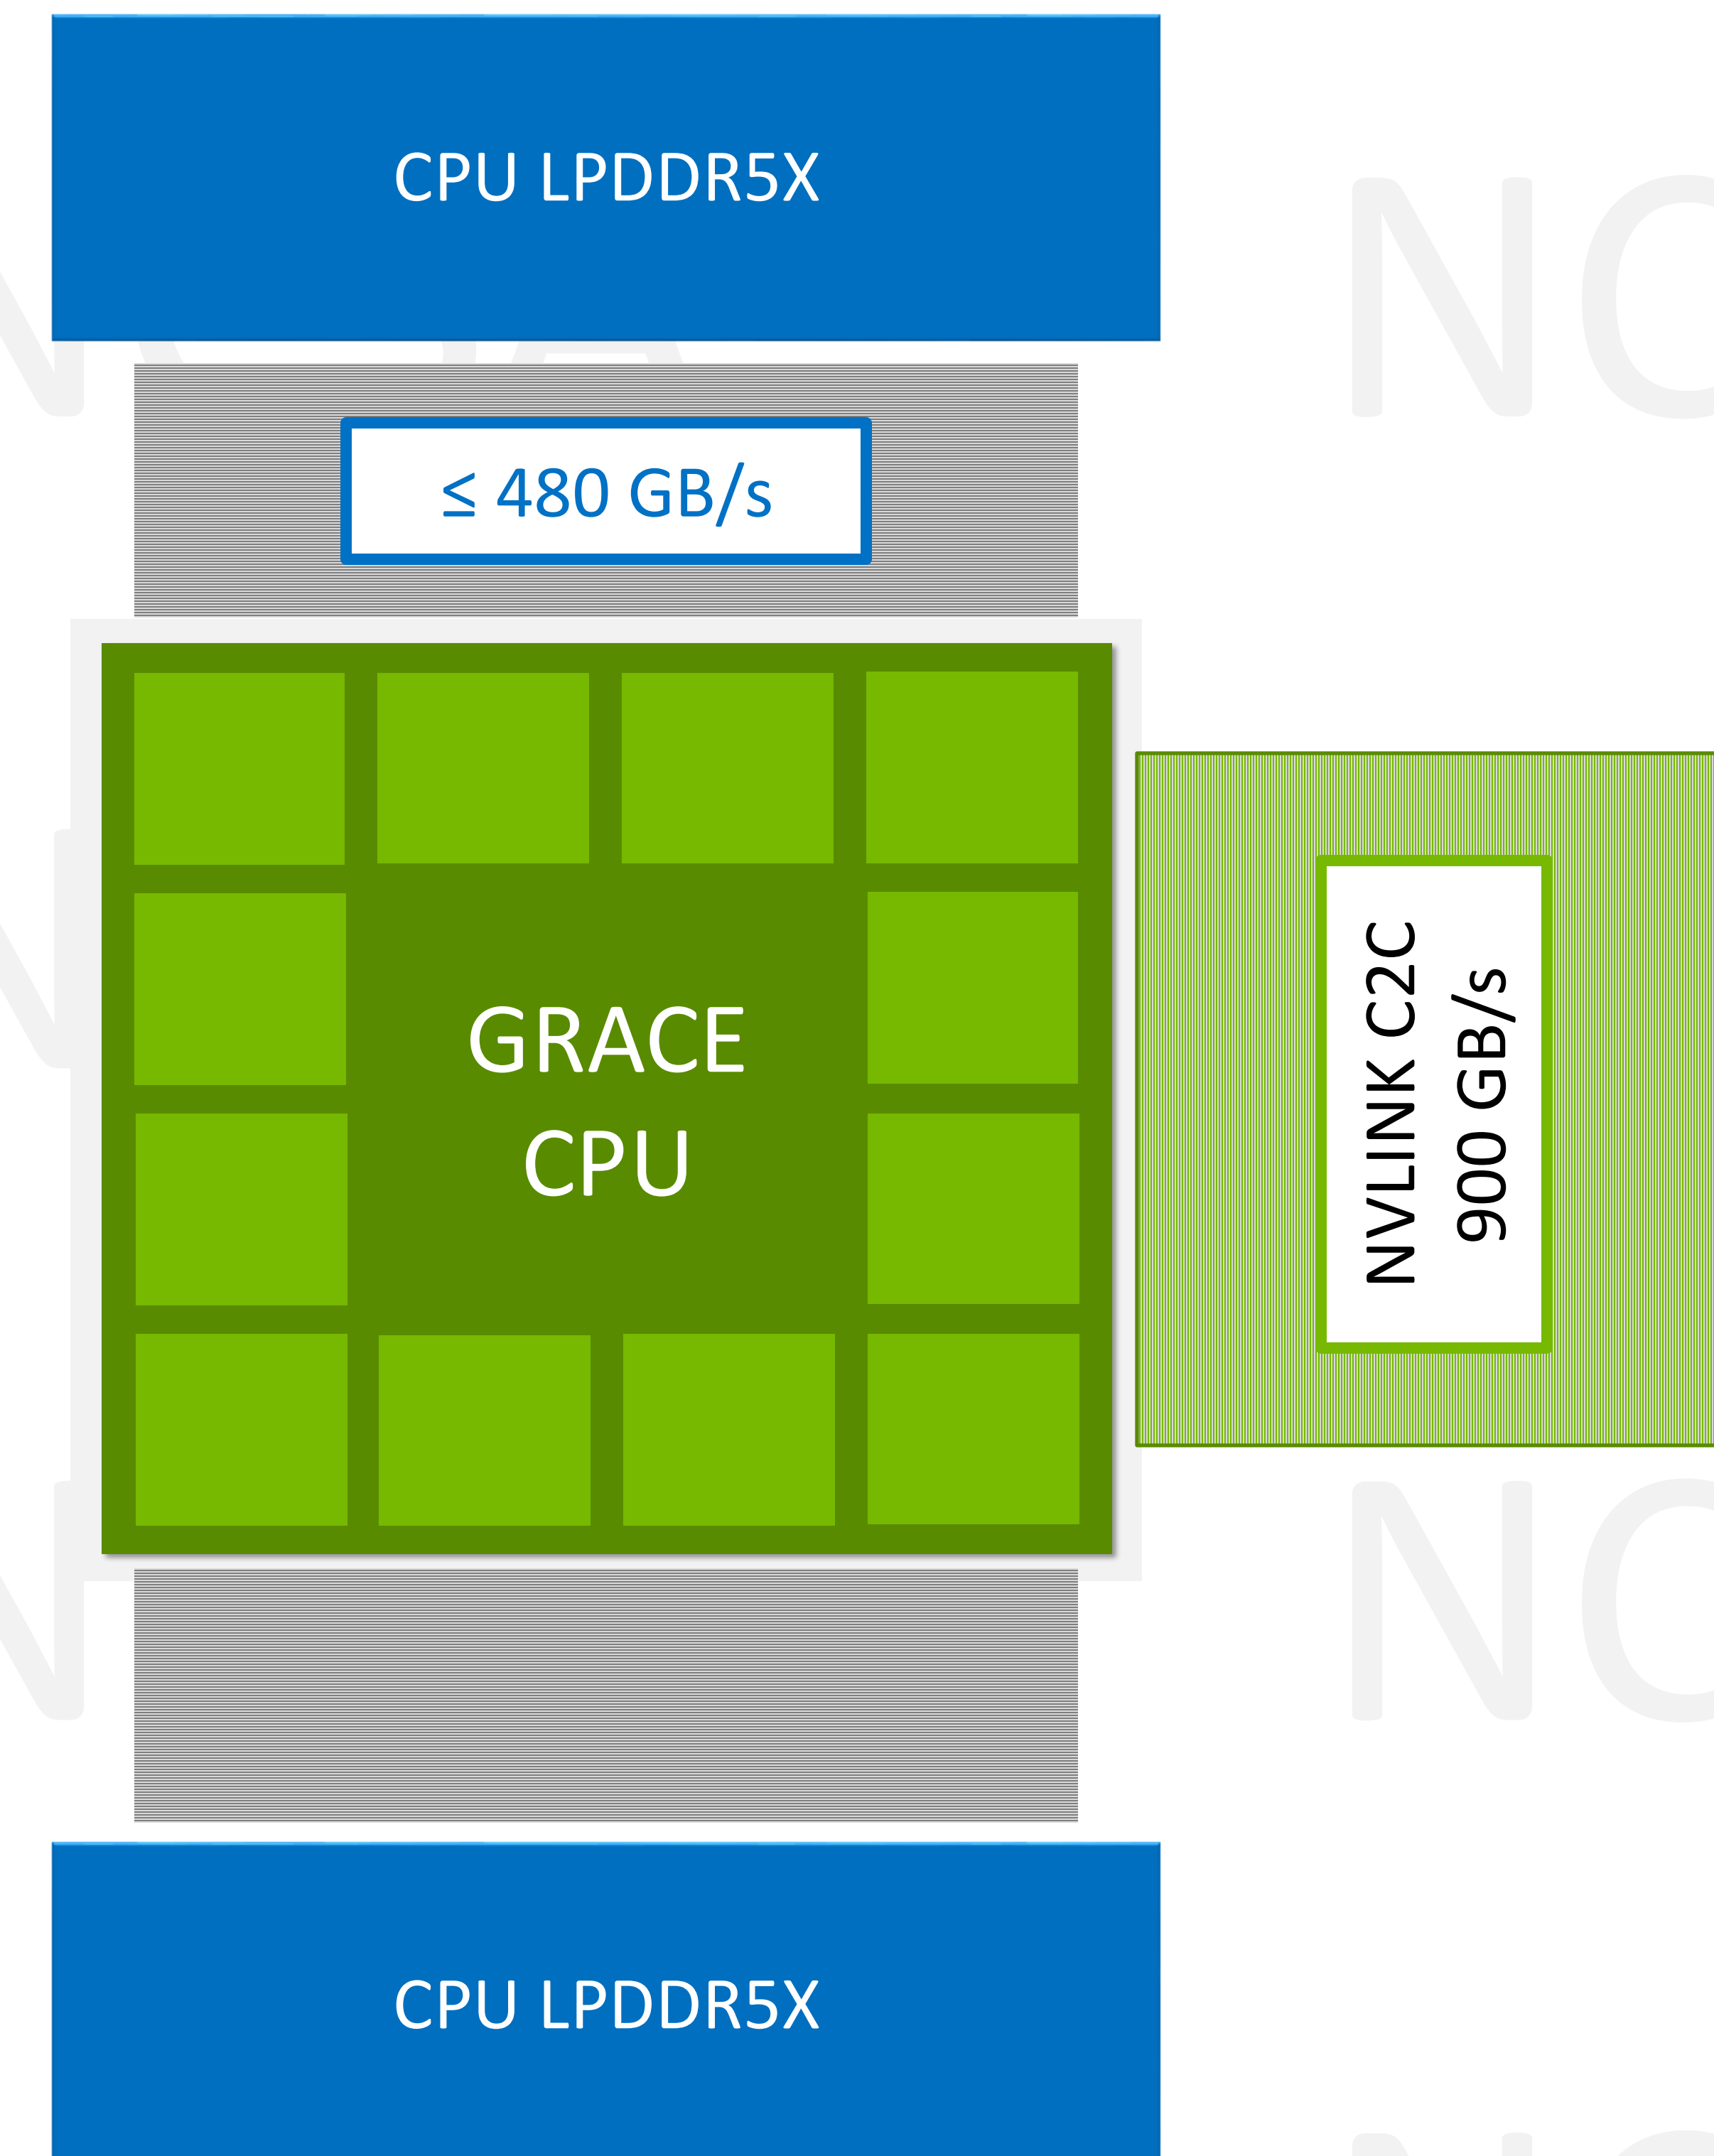 CPU LPDDR5X
≤ 480 GB/s
GRACE
CPU
NVLINK C2C
900 GB/s
CPU LPDDR5X